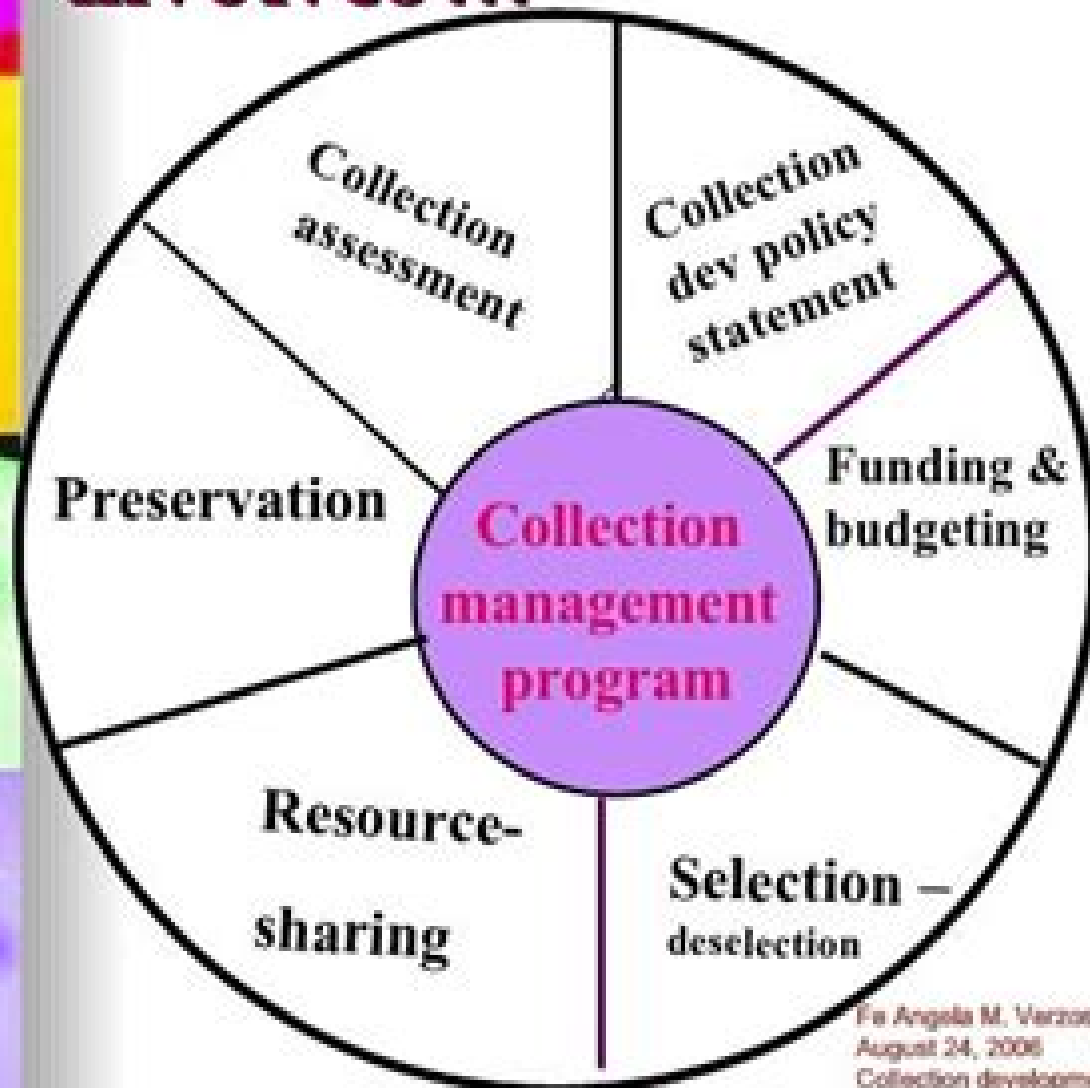 Collection
assessment
Collection
dev policy
statement
Preservation
Funding &
budgeting
Collection
management
program
Resource-
sharing
Selection –
deselection
Fe Angela M. Verzos
August 24, 2006
Collection developm